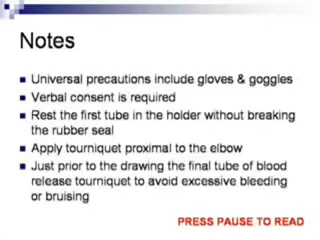 Notes
Universal precautions include gloves & goggles
Verbal consent is required
Rest the first tube in the holder without breaking
the rubber seal
Apply tourniquet proximal to the elbow
Just prior to the drawing the final tube of blood
release tourniquet to avoid excessive bleeding
or bruising
PRESS PAUSE TO READ